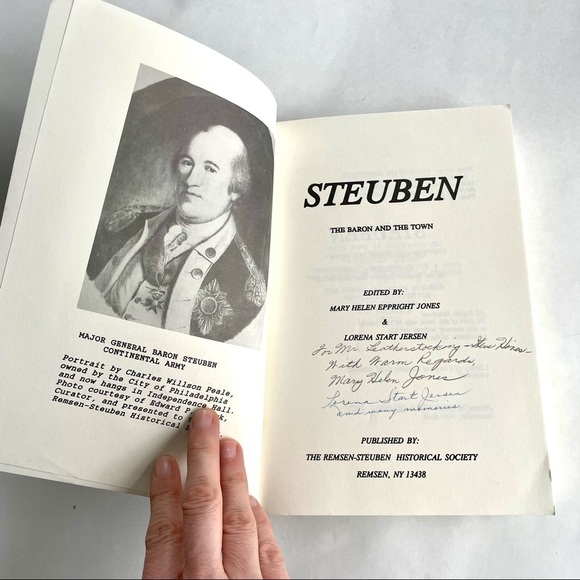 MAJOR GENERAL BARON STEUBEN
CONTINENTAL ARMY
Portrait by Charles Willson Peale,
owned by the City of Philadelphia
and now hangs in Independence Hall.
Photo courtesy of Edward
Curator, and presented to
Remsen-Steuben Historical
STEUBEN
THE BARON AND THE TOWN
EDITED BY:
MARY HELEN EPPRIGHT JONES
&
LORENA START JERSEN
For Mr. Leatherstocking - Steve
With Warm Regards,
Mary Helen Jones
Lorena Start Jersen
and many memories
PUBLISHED BY:
THE REMSEN-STEUBEN HISTORICAL SOCIETY
REMSEN, NY 13438